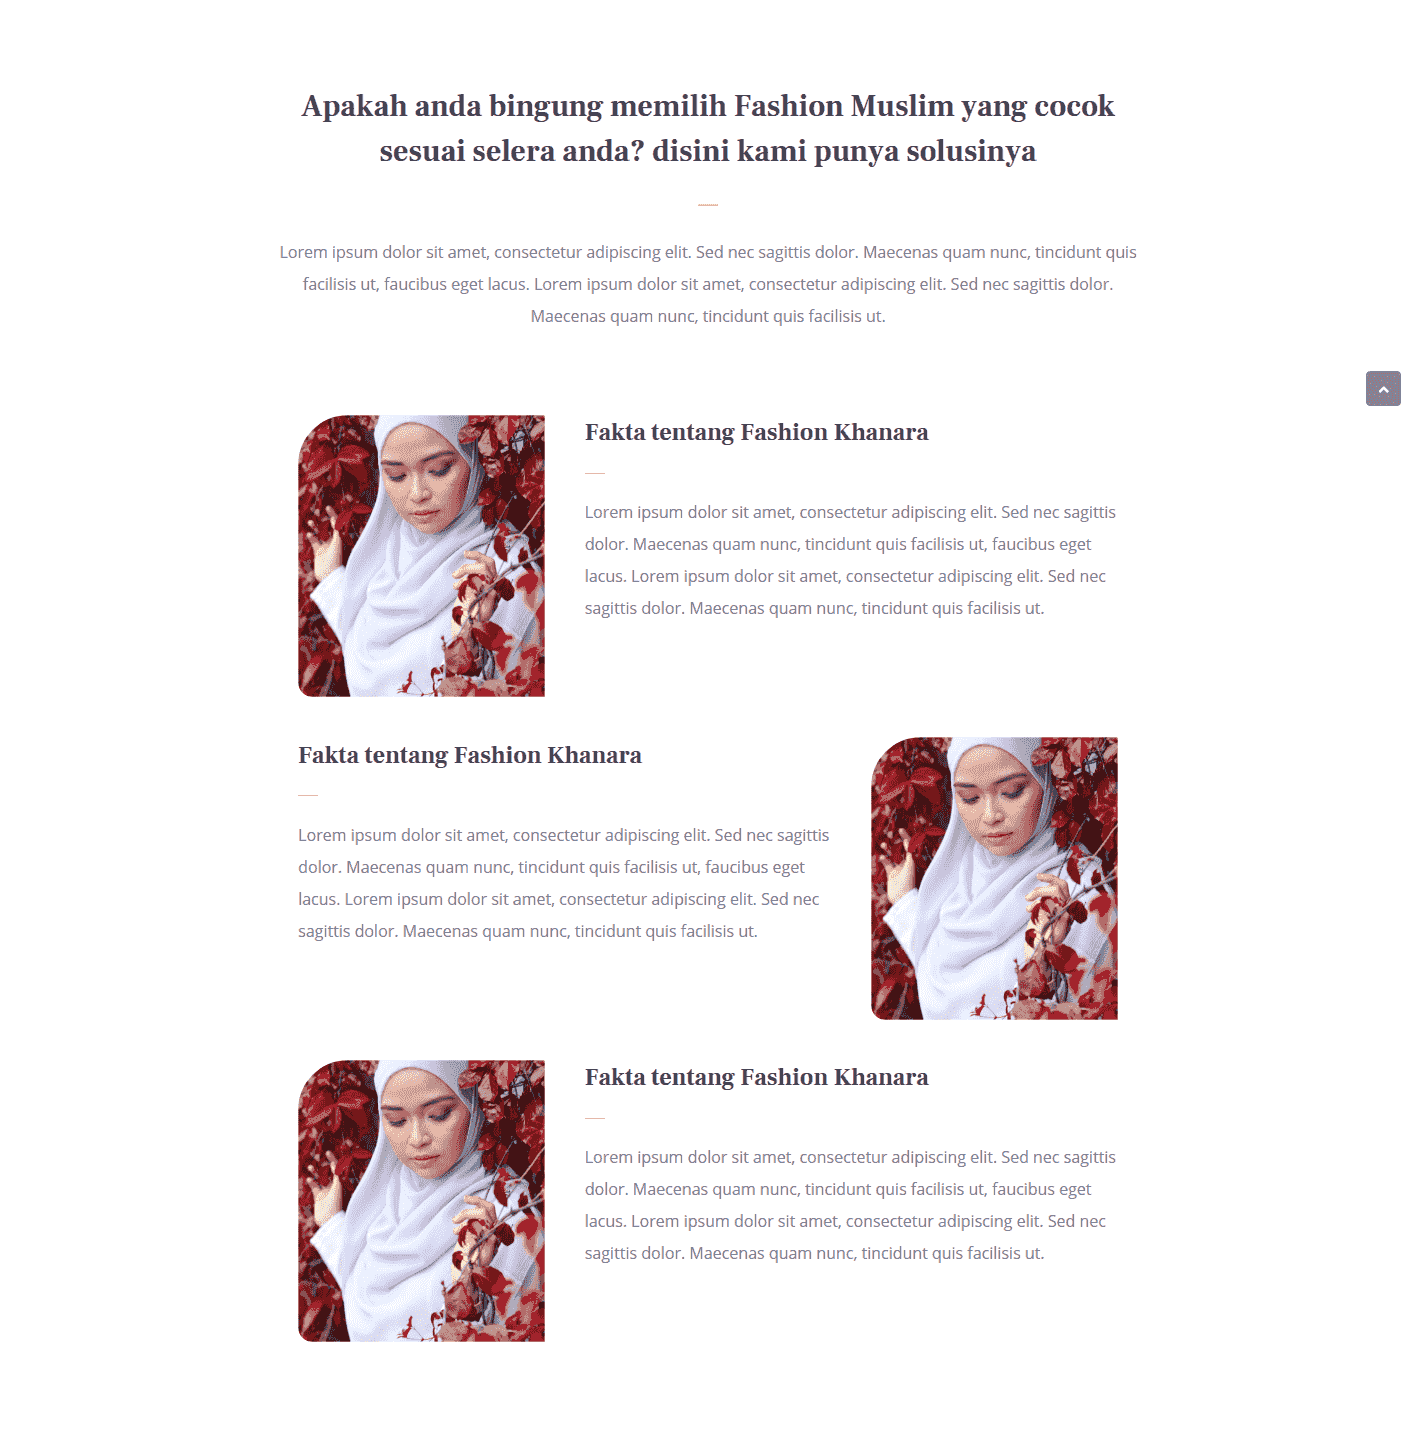 Apakah anda bingung memilih Fashion Muslim yang cocok
sesuai selera anda? disini kami punya solusinya
Lorem ipsum dolor sit amet, consectetur adipiscing elit. Sed nec sagittis dolor. Maecenas quam nunc, tincidunt quis
facilisis ut, faucibus eget lacus. Lorem ipsum dolor sit amet, consectetur adipiscing elit. Sed nec sagittis dolor.
Maecenas quam nunc, tincidunt quis facilisis ut.
Fakta tentang Fashion Khanara
Lorem ipsum dolor sit amet, consectetur adipiscing elit. Sed nec sagittis
dolor. Maecenas quam nunc, tincidunt quis facilisis ut, faucibus eget
lacus. Lorem ipsum dolor sit amet, consectetur adipiscing elit. Sed nec
sagittis dolor. Maecenas quam nunc, tincidunt quis facilisis ut.
Fakta tentang Fashion Khanara
Lorem ipsum dolor sit amet, consectetur adipiscing elit. Sed nec sagittis
dolor. Maecenas quam nunc, tincidunt quis facilisis ut, faucibus eget
lacus. Lorem ipsum dolor sit amet, consectetur adipiscing elit. Sed nec
sagittis dolor. Maecenas quam nunc, tincidunt quis facilisis ut.
Fakta tentang Fashion Khanara
Lorem ipsum dolor sit amet, consectetur adipiscing elit. Sed nec sagittis
dolor. Maecenas quam nunc, tincidunt quis facilisis ut, faucibus eget
lacus. Lorem ipsum dolor sit amet, consectetur adipiscing elit. Sed nec
sagittis dolor. Maecenas quam nunc, tincidunt quis facilisis ut.